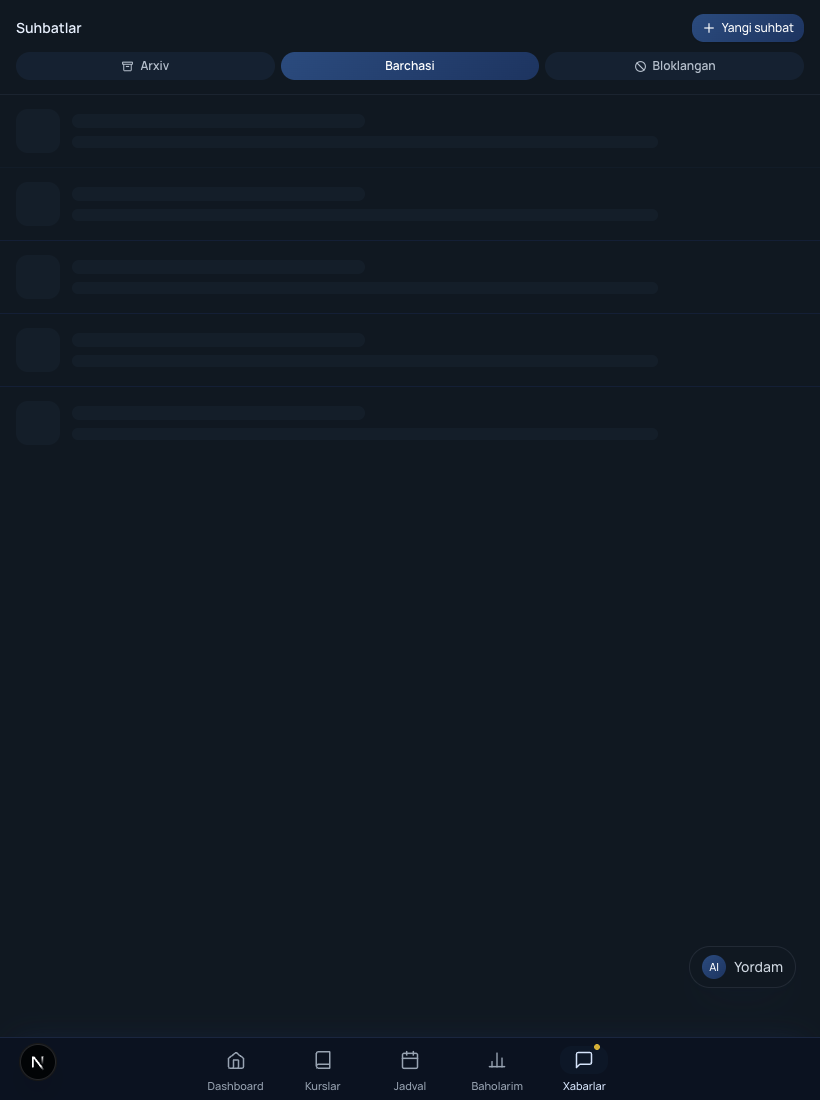 Suhbatlar
Yangi suhbat
Arxiv
Barchasi
Bloklangan
AI Yordam
N
Dashboard
Kurslar
Jadval
Baholarim
Xabarlar